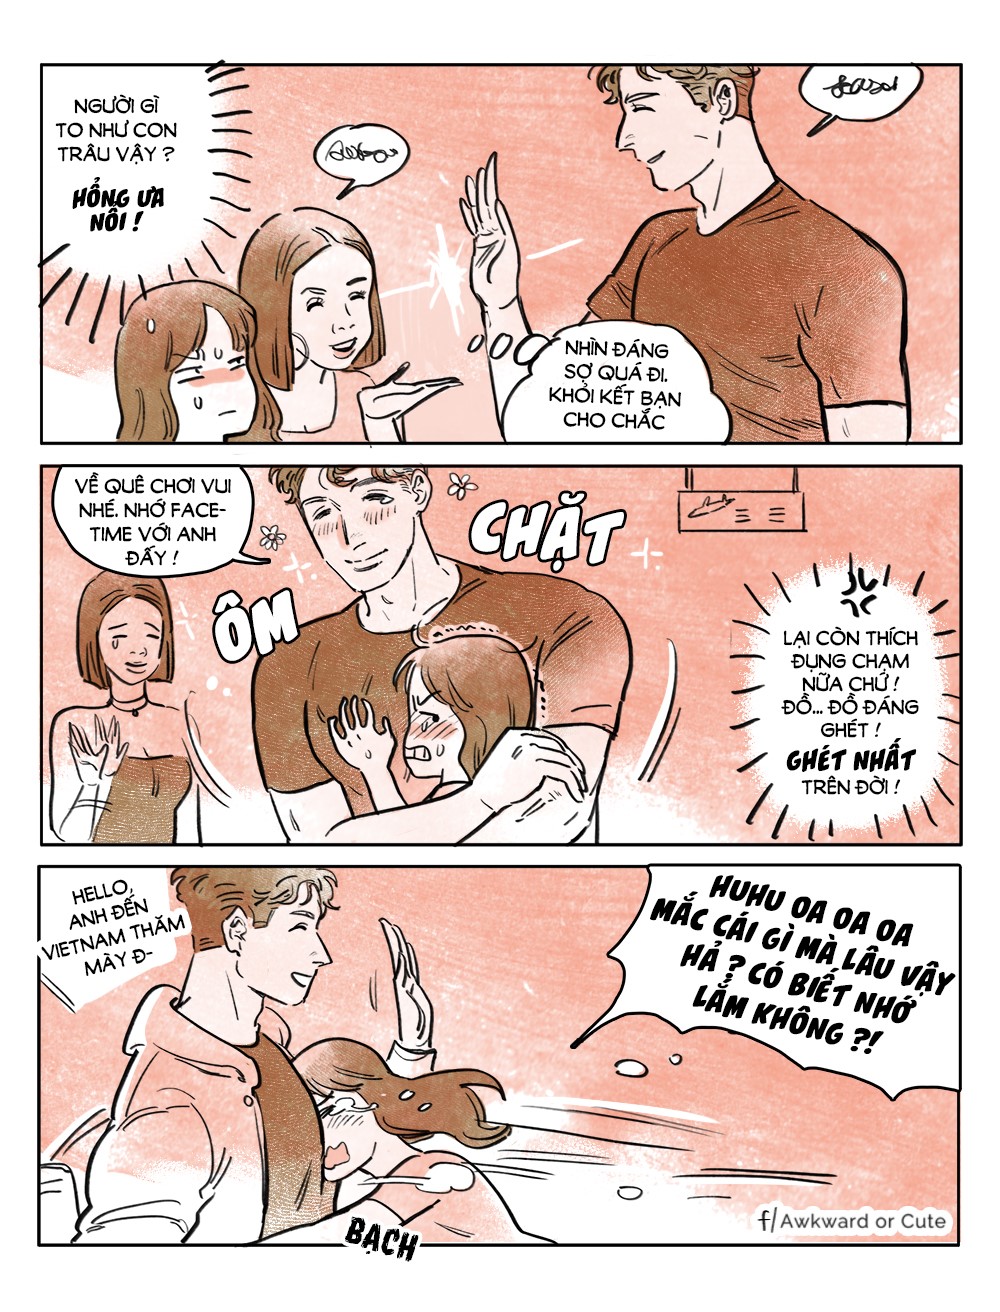 NGƯỜI GÌ
TO NHƯ CON
TRÂU VẬY ?
HỔNG ƯA
NỔI !
NHÌN ĐÁNG
SỢ QUÁ ĐI.
KHỎI KẾT BẠN
CHO CHẮC
VỀ QUÊ CHƠI VUI
NHÉ. NHỚ FACE-
TIME VỚI ANH
ĐẤY !
ÔM
CHẶT
LẠI CÒN THÍCH
ĐỤNG CHẠM
NỮA CHỨ !
ĐỒ... ĐỒ ĐÁNG
GHÉT !
GHÉT NHẤT
TRÊN ĐỜI !
HELLO,
ANH ĐẾN
VIETNAM THĂM
MÀY Đ-
HUHU OA OA OA
MẮC CÁI GÌ MÀ LÂU VẬY
HẢ ? CÓ BIẾT NHỚ
LẮM KHÔNG ?!
BẠCH
f/Awkward or Cute